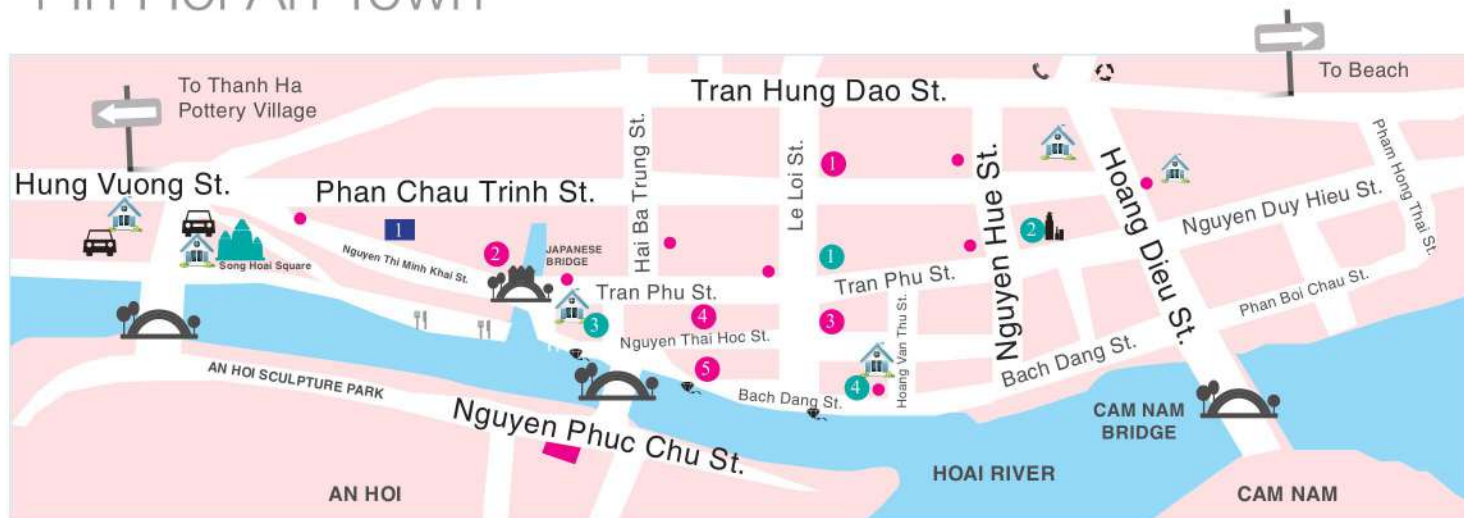 To Thanh Ha
Pottery Village
Tran Hung Dao St.
To Beach
Hung Vuong St.
Phan Chau Trinh St.
Hai Ba Trung St.
Le Loi St.
1
Nguyen Hue St.
Hoang Dieu St.
Pham Hong Thai St.
Nguyen Duy Hieu St.
1
2
Song Hoai Square
Nguyen Thi Minh Khai St.
2
JAPANESE
BRIDGE
1
Tran Phu St.
Tran Phu St.
Phan Boi Chau St.
3
4
3
Nguyen Thai Hoc St.
Hoang Van Thu St.
Bach Dang St.
5
4
Bach Dang St.
AN HOI SCULPTURE PARK
Nguyen Phuc Chu St.
CAM NAM
BRIDGE
HOAI RIVER
AN HOI
CAM NAM